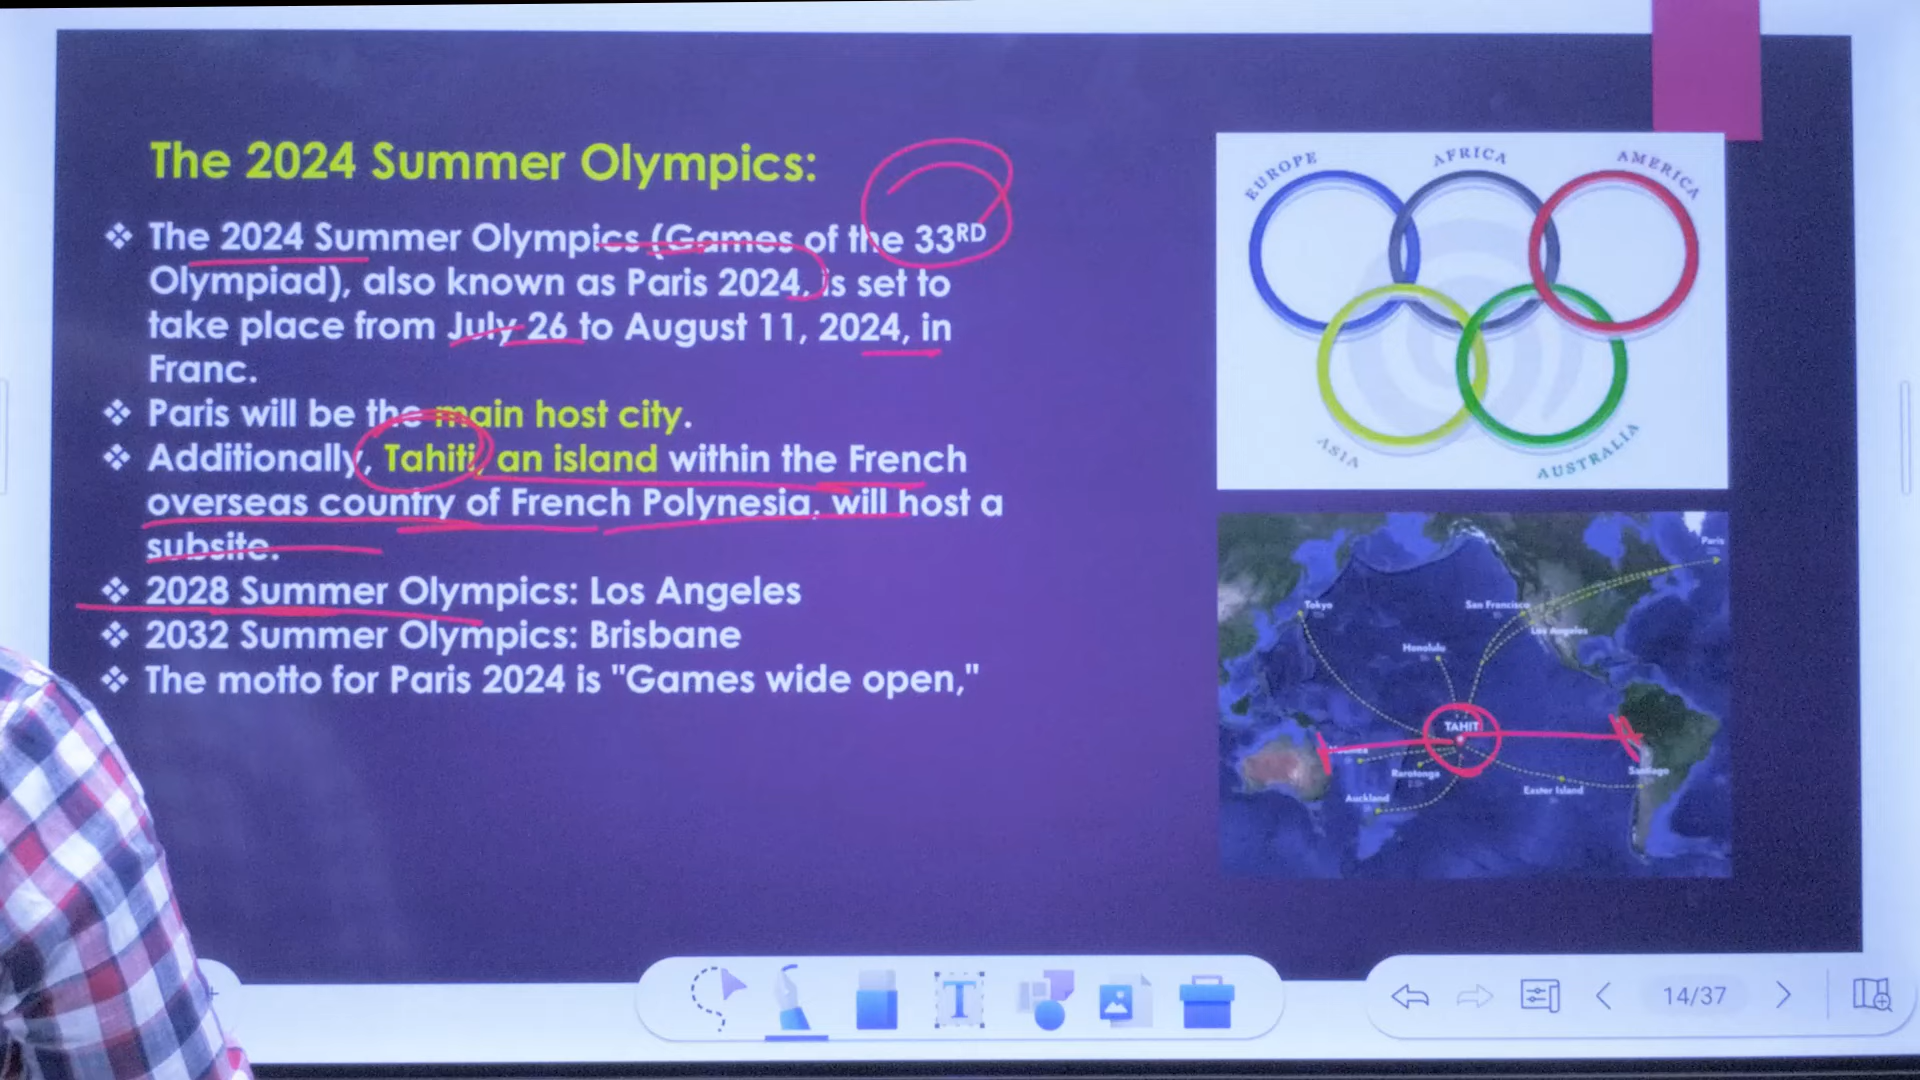 The 2024 Summer Olympics:
❖ The 2024 Summer Olympics (Games of the 33RD
Olympiad), also known as Paris 2024, is set to
take place from July 26 to August 11, 2024, in
Franc.
❖ Paris will be the main host city.
❖ Additionally, Tahiti, an island within the French
overseas country of French Polynesia, will host a
subsite.
❖ 2028 Summer Olympics: Los Angeles
❖ 2032 Summer Olympics: Brisbane
❖ The motto for Paris 2024 is "Games wide open,"
EUROPE
AFRICA
AMERICA
ASIA
AUSTRALIA
Paris
Tokyo
San Francisco
Los Angeles
Honolulu
TAHITI
Rarotonga
Santiago
Easter Island
Auckland
T
14/37